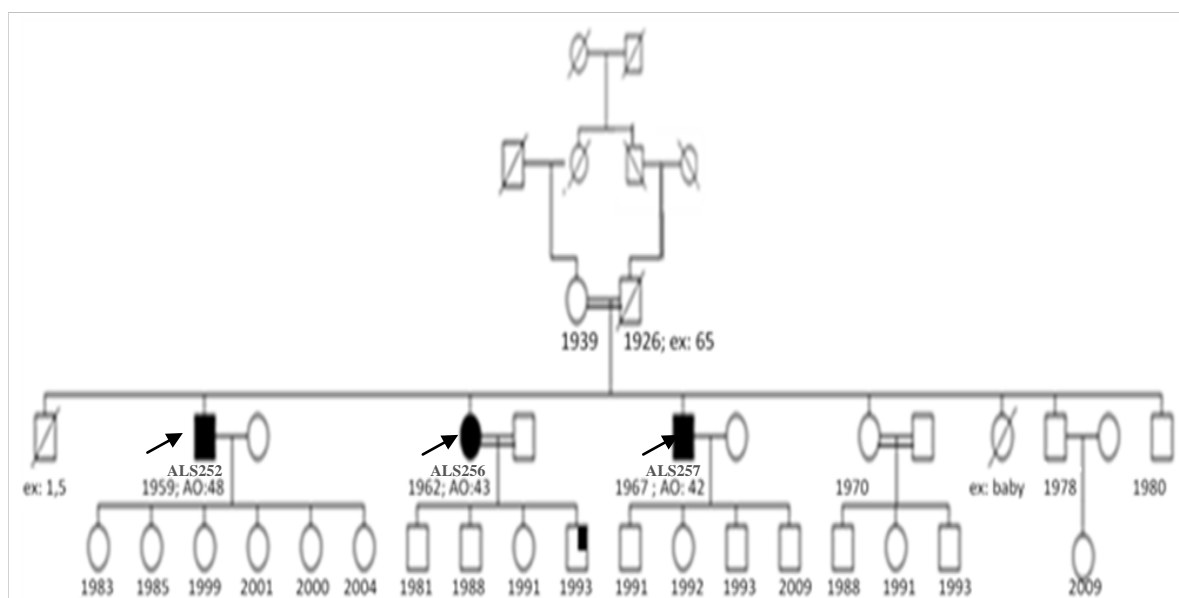 1939 1926; ex: 65
ALS252 ALS256 ALS257
ex: 1,5 1959; AO:48 1962; AO:43 1967 ; AO: 42 1970 ex: baby 1978 1980
1983 1985 1999 2001 2000 2004 1981 1988 1991 1993 1991 1992 1993 2009 1988 1991 1993 2009